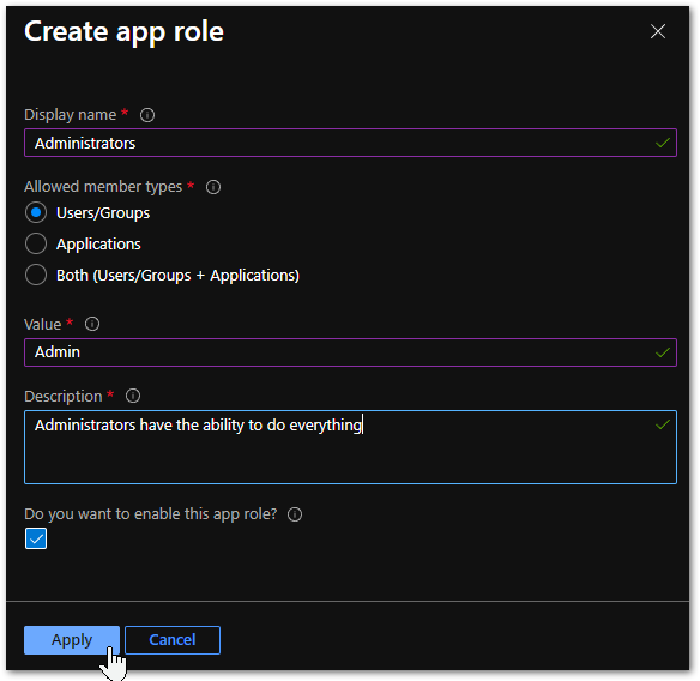 Create app role
Display name *
Administrators
Allowed member types *
Users/Groups
Applications
Both (Users/Groups + Applications)
Value *
Admin
Description *
Administrators have the ability to do everything
Do you want to enable this app role?
Apply
Cancel